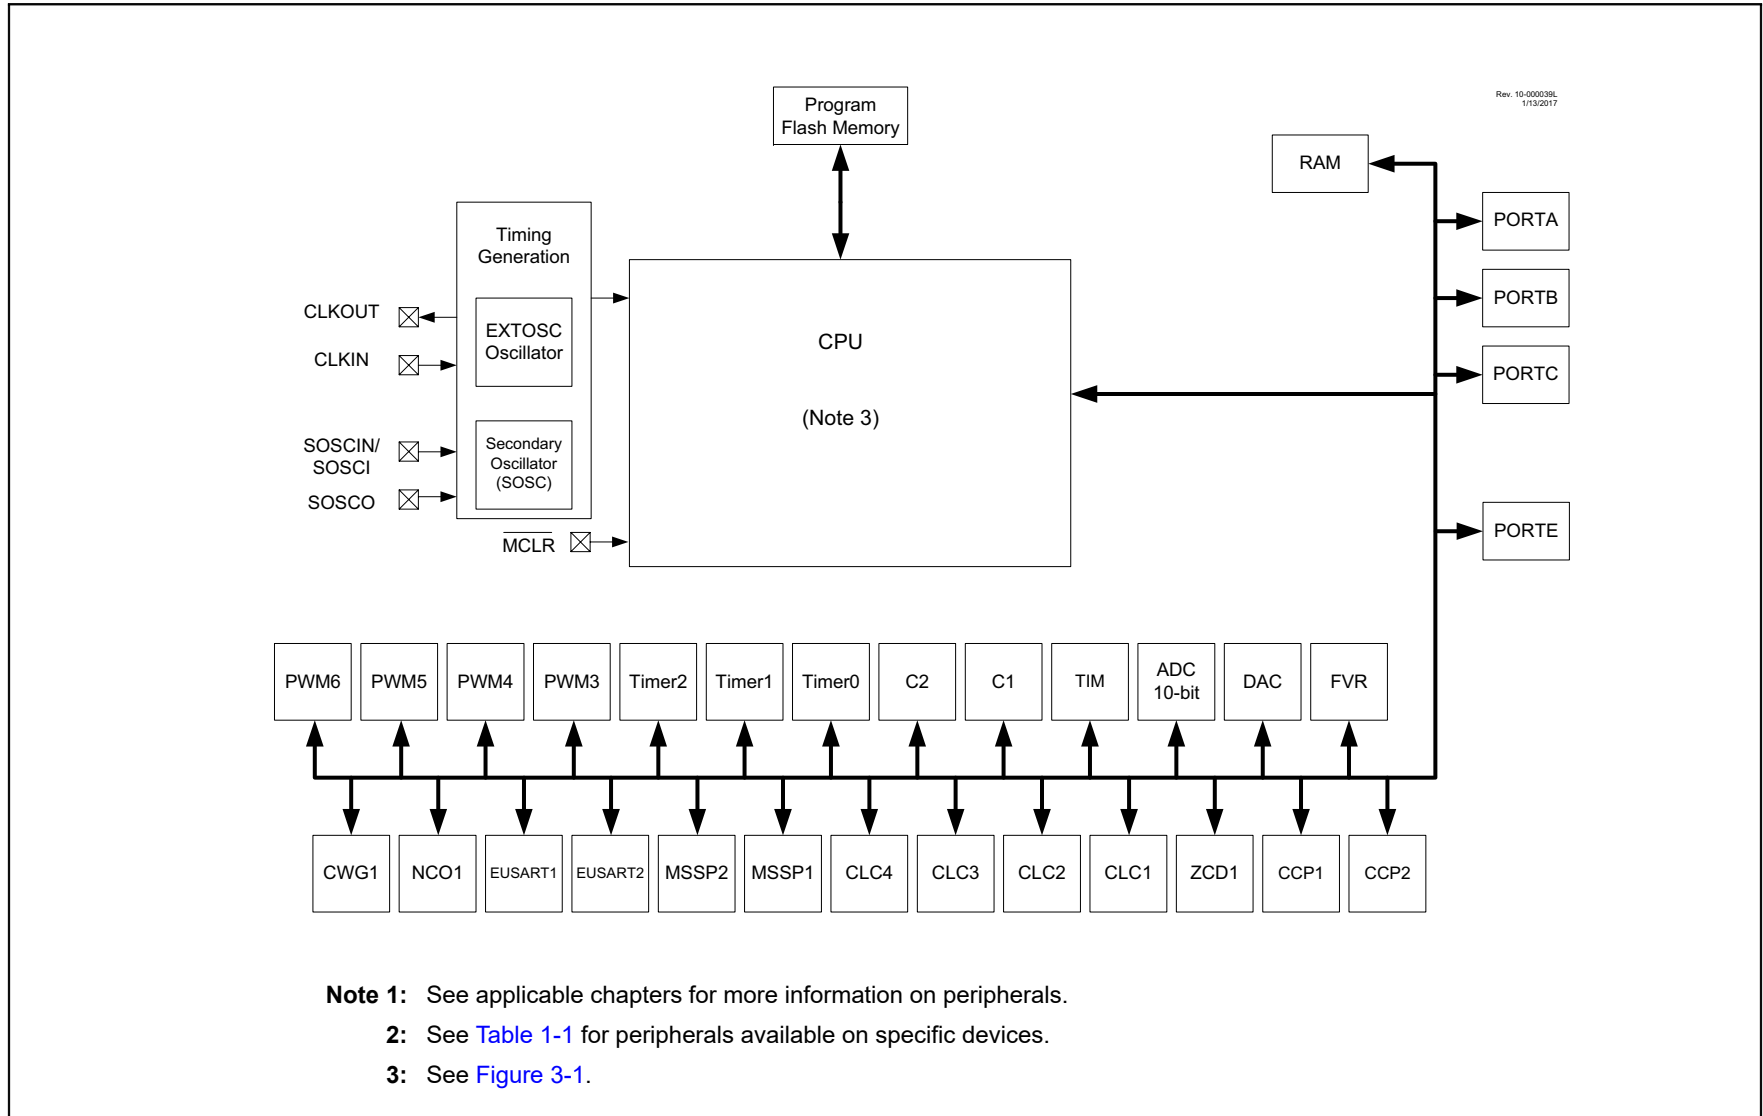 Rev. 10-000039L
1/13/2017
Program
Flash Memory
RAM
PORTA
PORTB
PORTC
PORTE
Timing
Generation
EXTOSC
Oscillator
Secondary
Oscillator
(SOSC)
CLKOUT
CLKIN
SOSCIN/
SOSCI
SOSCO
MCLR
CPU
(Note 3)
PWM6
PWM5
PWM4
PWM3
Timer2
Timer1
Timer0
C2
C1
TIM
ADC
10-bit
DAC
FVR
CWG1
NCO1
EUSART1
EUSART2
MSSP2
MSSP1
CLC4
CLC3
CLC2
CLC1
ZCD1
CCP1
CCP2
Note 1: See applicable chapters for more information on peripherals.
2: See Table 1-1 for peripherals available on specific devices.
3: See Figure 3-1.